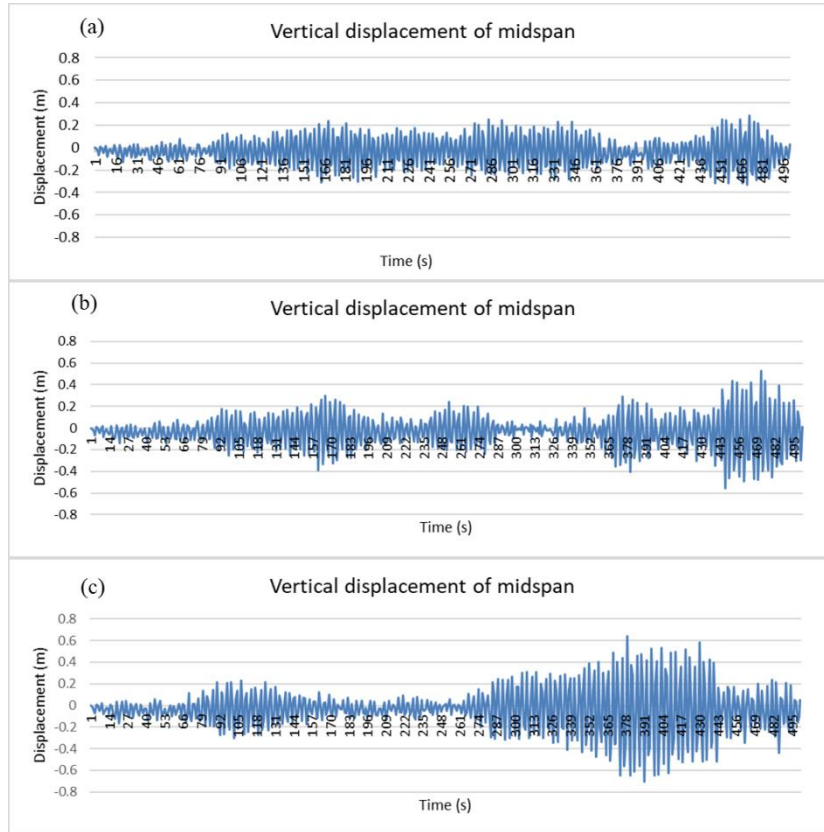 (a)
Vertical displacement of midspan
0.8
0.6
0.4
0.2
0
-0.2
-0.4
-0.6
-0.8
Displacement (m)
1 16 31 46 61 76 91 106 121 136 151 166 181 196 211 226 241 256 271 286 301 316 331 346 361 376 391 406 421 436 451 466 481 496
Time (s)
(b)
Vertical displacement of midspan
0.8
0.6
0.4
0.2
0
-0.2
-0.4
-0.6
-0.8
Displacement (m)
1 14 27 40 53 66 79 92 105 118 131 144 157 170 183 196 209 222 235 248 261 274 287 300 313 326 339 352 365 378 391 404 417 430 443 456 469 482 495
Time (s)
(c)
Vertical displacement of midspan
0.8
0.6
0.4
0.2
0
-0.2
-0.4
-0.6
-0.8
Displacement (m)
1 14 27 40 53 66 79 92 105 118 131 144 157 170 183 196 209 222 235 248 261 274 287 300 313 326 339 352 365 378 391 404 417 430 443 456 469 482 495
Time (s)